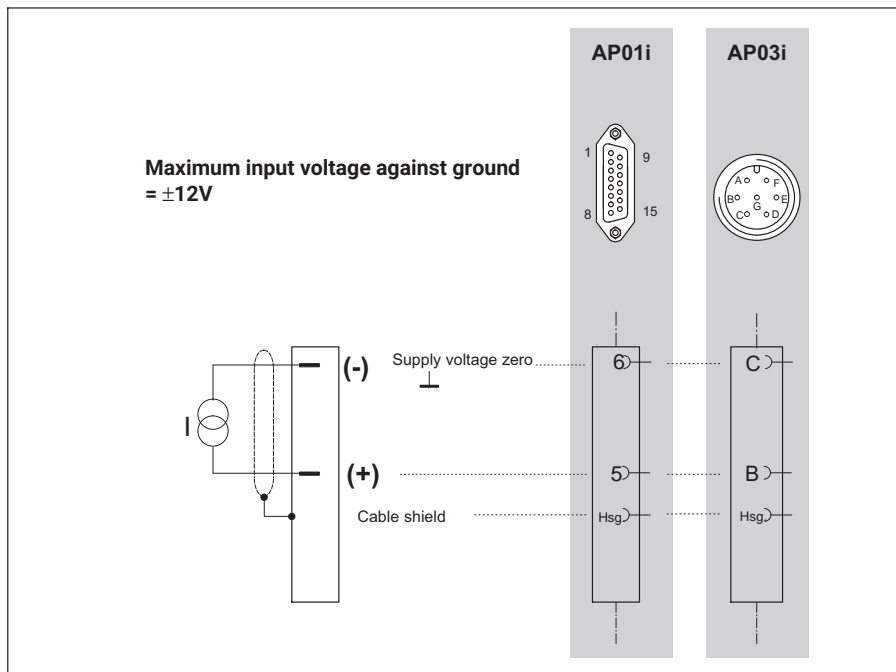 AP01i
AP03i
Maximum input voltage against ground
= ±12V
1
9
8
15
A
F
B
E
G
C
D
(-)
Supply voltage zero
6
C
I
(+)
5
B
Cable shield
Hsg.
Hsg.